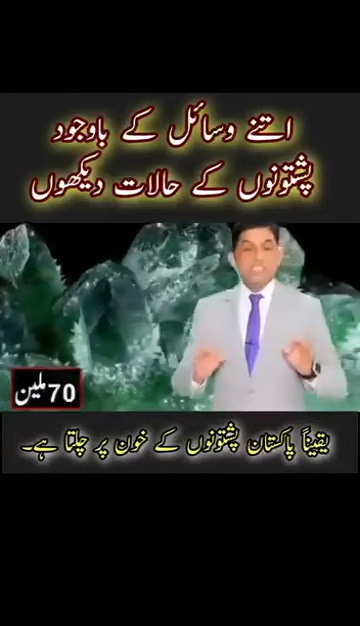 اتنے وسائل کے باوجود
پشتونوں کے حالات دیکھوں
70 ملین
یقیناً پاکستان پشتونوں کے خون پر چلتا ہے۔